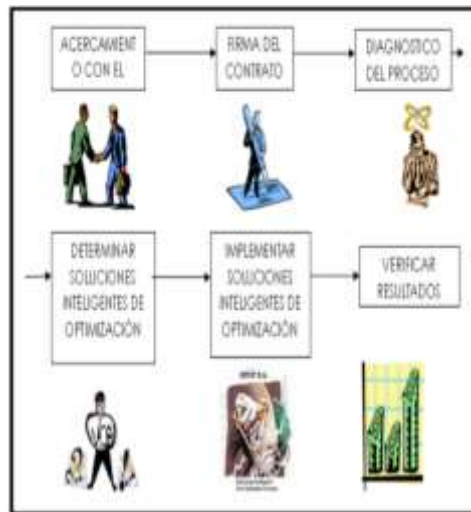 ACERCAMIENT
O CON EL
FIRMA DEL
CONTRATO
DIAGNOSTICO
DEL PROCESO
DETERMINAR
SOLUCIONES
INTELIGENTES DE
OPTIMIZACIÓN
IMPLEMENTAR
SOLUCIONES
INTELIGENTES DE
OPTIMIZACIÓN
VERIFICAR
RESULTADOS